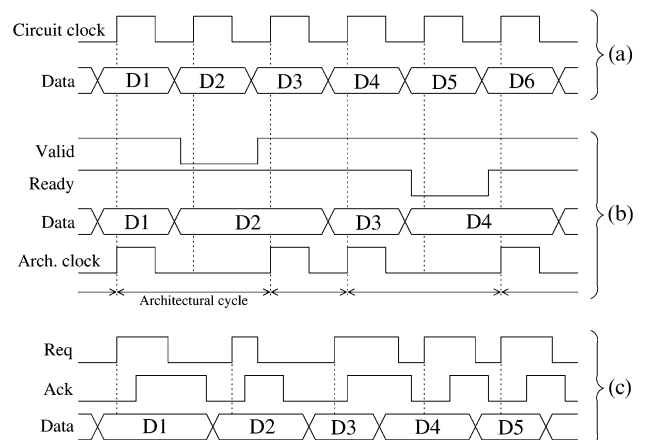 Circuit clock
Data D1 D2 D3 D4 D5 D6
(a)
Valid
Ready
Data D1 D2 D3 D4
(b)
Arch. clock
Architectural cycle
Req
Ack
(c)
Data D1 D2 D3 D4 D5